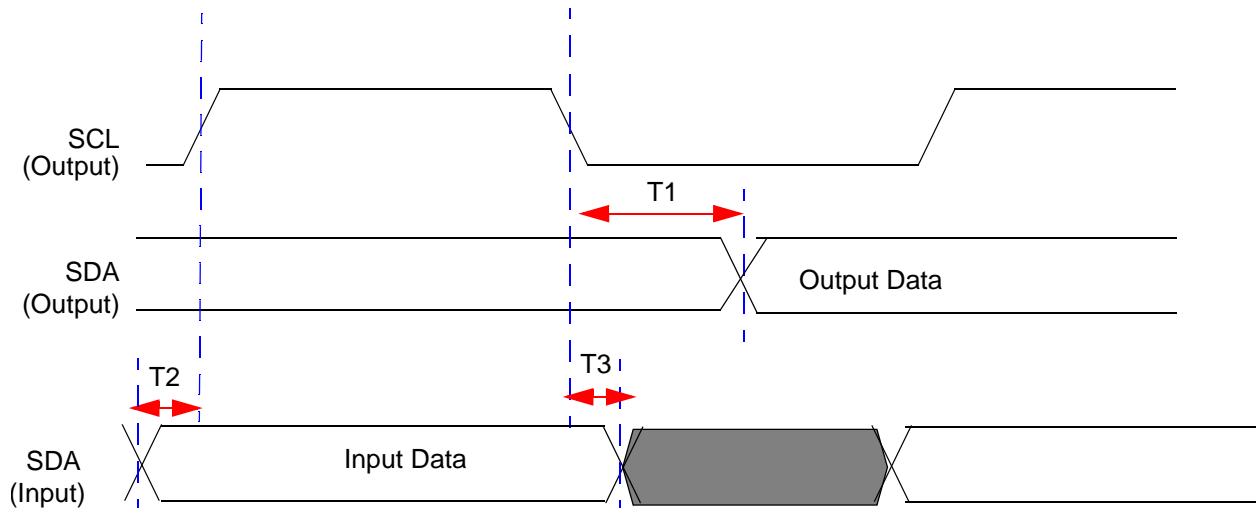 SCL
(Output)
T1
SDA
(Output)
Output Data
T2
T3
SDA
(Input)
Input Data